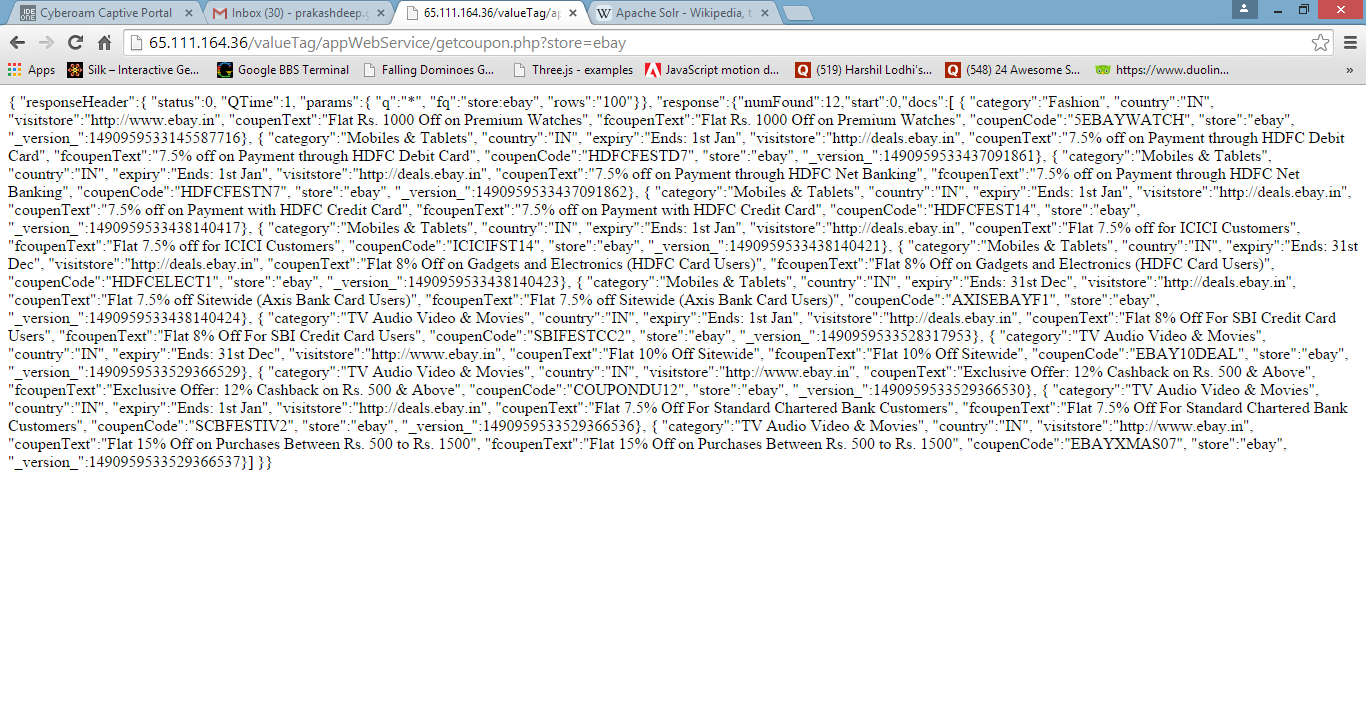 Cyberoam Captive Portal
Inbox (30) - prakashdeep.g
65.111.164.36/valueTag/ap
Apache Solr - Wikipedia, t
65.111.164.36/valueTag/appWebService/getcoupon.php?store=ebay
Apps
Silk – Interactive Ge...
Google BBS Terminal
Falling Dominoes G...
Three.js - examples
JavaScript motion d...
(519) Harshil Lodhi's...
(548) 24 Awesome S...
https://www.duolin...
»
{ "responseHeader":{ "status":0, "QTime":1, "params":{ "q":"*", "fq":"store:ebay", "rows":"100"}}, "response":{"numFound":12,"start":0,"docs":[ { "category":"Fashion", "country":"IN",
"visitstore":"http://www.ebay.in", "coupenText":"Flat Rs. 1000 Off on Premium Watches", "fcoupenText":"Flat Rs. 1000 Off on Premium Watches", "coupenCode":"5EBAYWATCH", "store":"ebay",
"_version_":1490959533145587716}, { "category":"Mobiles & Tablets", "country":"IN", "expiry":"Ends: 1st Jan", "visitstore":"http://deals.ebay.in", "coupenText":"7.5% off on Payment through HDFC Debit
Card", "fcoupenText":"7.5% off on Payment through HDFC Debit Card", "coupenCode":"HDFCFESTD7", "store":"ebay", "_version_":1490959533437091861}, { "category":"Mobiles & Tablets",
"country":"IN", "expiry":"Ends: 1st Jan", "visitstore":"http://deals.ebay.in", "coupenText":"7.5% off on Payment through HDFC Net Banking", "fcoupenText":"7.5% off on Payment through HDFC Net
Banking", "coupenCode":"HDFCFESTN7", "store":"ebay", "_version_":1490959533437091862}, { "category":"Mobiles & Tablets", "country":"IN", "expiry":"Ends: 1st Jan", "visitstore":"http://deals.ebay.in",
"coupenText":"7.5% off on Payment with HDFC Credit Card", "fcoupenText":"7.5% off on Payment with HDFC Credit Card", "coupenCode":"HDFCFEST14", "store":"ebay",
"_version_":1490959533438140417}, { "category":"Mobiles & Tablets", "country":"IN", "expiry":"Ends: 1st Jan", "visitstore":"http://deals.ebay.in", "coupenText":"Flat 7.5% off for ICICI Customers",
"fcoupenText":"Flat 7.5% off for ICICI Customers", "coupenCode":"ICICIFST14", "store":"ebay", "_version_":1490959533438140421}, { "category":"Mobiles & Tablets", "country":"IN", "expiry":"Ends: 31st
Dec", "visitstore":"http://deals.ebay.in", "coupenText":"Flat 8% Off on Gadgets and Electronics (HDFC Card Users)", "fcoupenText":"Flat 8% Off on Gadgets and Electronics (HDFC Card Users)",
"coupenCode":"HDFCELECT1", "store":"ebay", "_version_":1490959533438140423}, { "category":"Mobiles & Tablets", "country":"IN", "expiry":"Ends: 31st Dec", "visitstore":"http://deals.ebay.in",
"coupenText":"Flat 7.5% off Sitewide (Axis Bank Card Users)", "fcoupenText":"Flat 7.5% off Sitewide (Axis Bank Card Users)", "coupenCode":"AXISEBAYF1", "store":"ebay",
"_version_":1490959533438140424}, { "category":"TV Audio Video & Movies", "country":"IN", "expiry":"Ends: 1st Jan", "visitstore":"http://deals.ebay.in", "coupenText":"Flat 8% Off For SBI Credit Card
Users", "fcoupenText":"Flat 8% Off For SBI Credit Card Users", "coupenCode":"SBIFESTCC2", "store":"ebay", "_version_":1490959533528317953}, { "category":"TV Audio Video & Movies",
"country":"IN", "expiry":"Ends: 31st Dec", "visitstore":"http://www.ebay.in", "coupenText":"Flat 10% Off Sitewide", "fcoupenText":"Flat 10% Off Sitewide", "coupenCode":"EBAY10DEAL", "store":"ebay",
"_version_":1490959533529366529}, { "category":"TV Audio Video & Movies", "country":"IN", "visitstore":"http://www.ebay.in", "coupenText":"Exclusive Offer: 12% Cashback on Rs. 500 & Above",
"fcoupenText":"Exclusive Offer: 12% Cashback on Rs. 500 & Above", "coupenCode":"COUPONDU12", "store":"ebay", "_version_":1490959533529366530}, { "category":"TV Audio Video & Movies",
"country":"IN", "expiry":"Ends: 1st Jan", "visitstore":"http://deals.ebay.in", "coupenText":"Flat 7.5% Off For Standard Chartered Bank Customers", "fcoupenText":"Flat 7.5% Off For Standard Chartered Bank
Customers", "coupenCode":"SCBFESTIV2", "store":"ebay", "_version_":1490959533529366536}, { "category":"TV Audio Video & Movies", "country":"IN", "visitstore":"http://www.ebay.in",
"coupenText":"Flat 15% Off on Purchases Between Rs. 500 to Rs. 1500", "fcoupenText":"Flat 15% Off on Purchases Between Rs. 500 to Rs. 1500", "coupenCode":"EBAYXMAS07", "store":"ebay",
"_version_":1490959533529366537}] }}